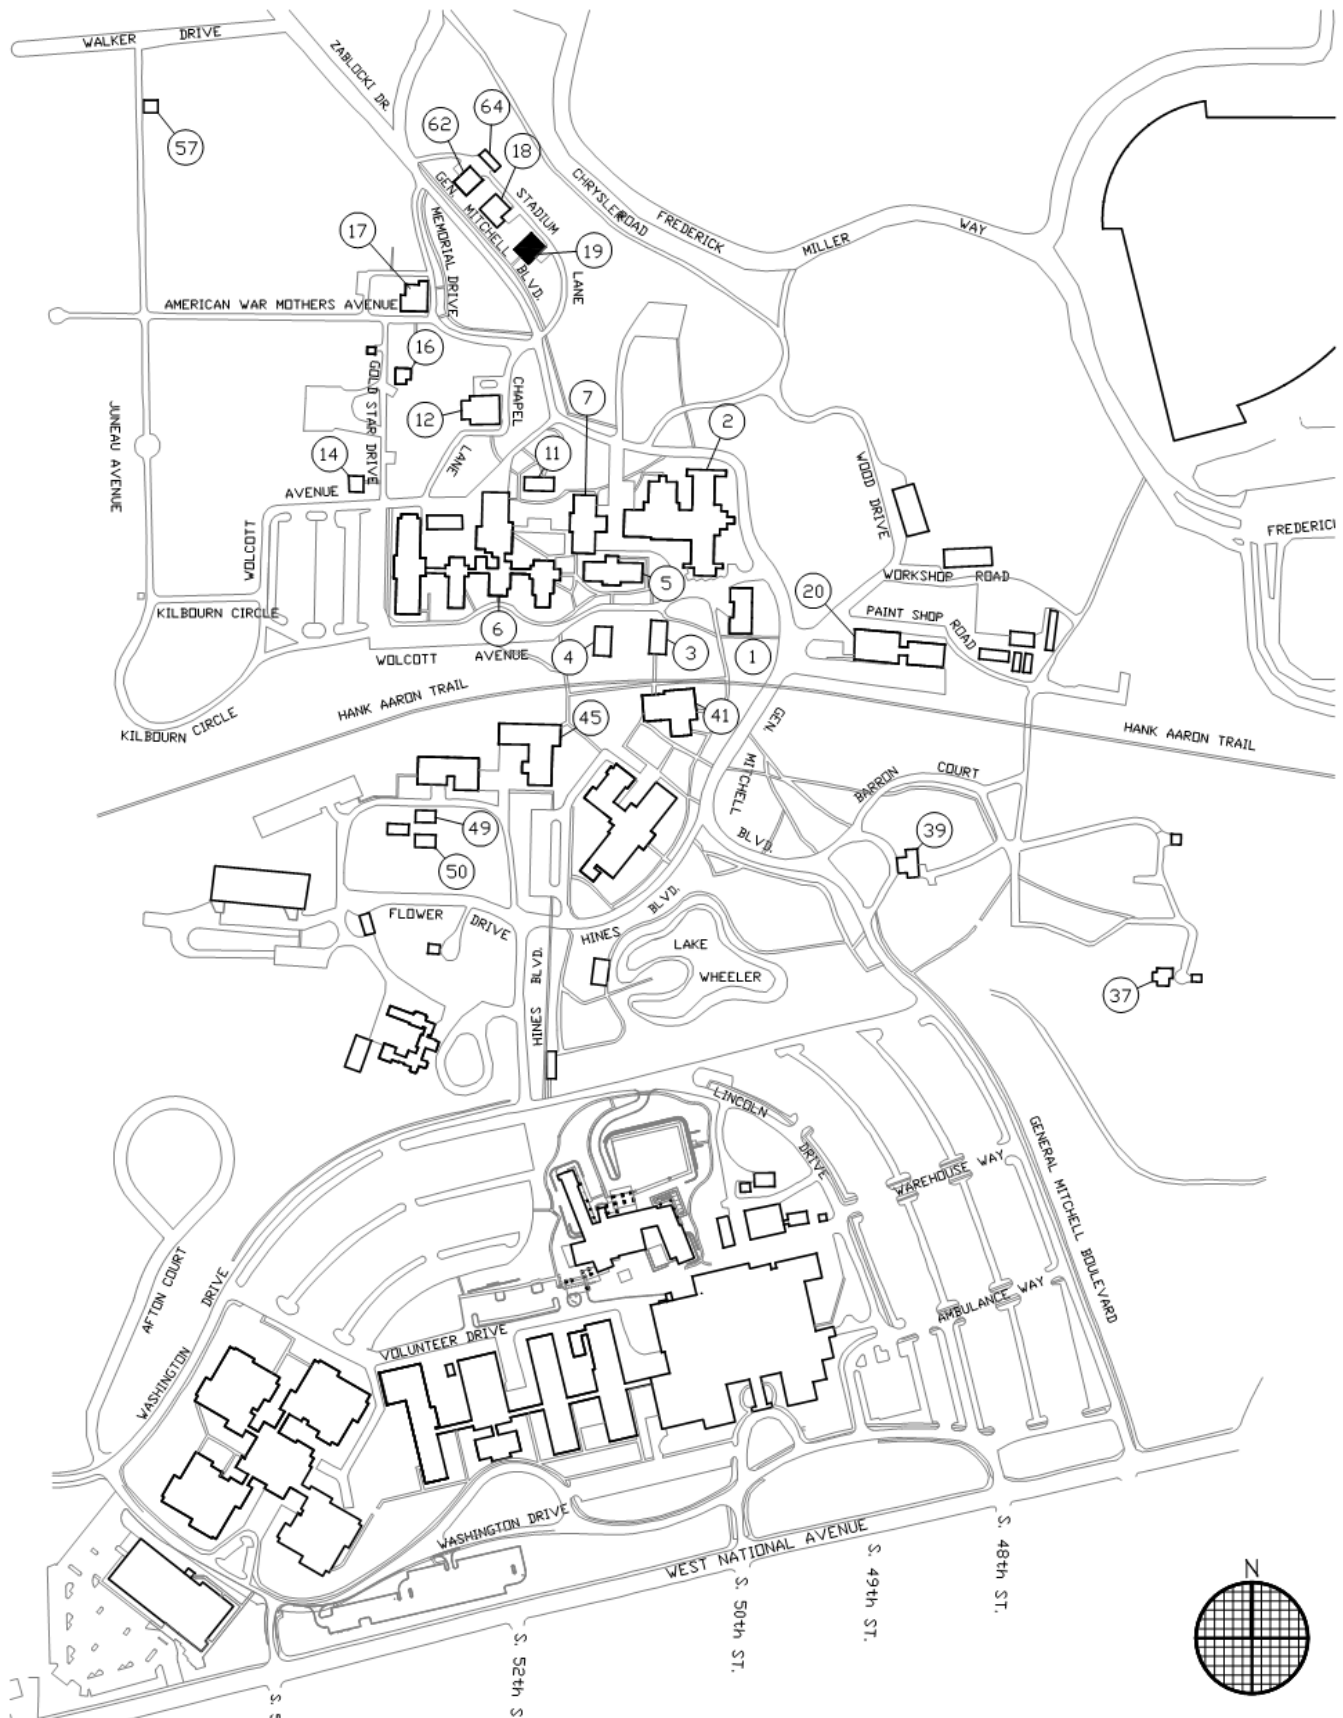 WALKER DRIVE
ZABLOCKI DR.
57
62
64
18
GEN. MITCHELL BLVD.
STADIUM LANE
CHRYSLER ROAD
FREDERICK MILLER WAY
17
MEMORIAL DRIVE
19
AMERICAN WAR MOTHERS AVENUE
16
GOLD STAR DRIVE
JUNEAU AVENUE
12
CHAPEL LANE
7
2
14
11
AVENUE
WOLCOTT
WOOD DRIVE
FREDERICK
5
WORKSHOP ROAD
20
PAINT SHOP ROAD
KILBOURN CIRCLE
6
4
3
1
WOLCOTT AVENUE
HANK AARON TRAIL
KILBOURN CIRCLE
45
41
GEN. MITCHELL BLVD.
HANK AARON TRAIL
BARRON COURT
49
39
50
FLOWER DRIVE
HINES BLVD.
LAKE WHEELER
HINES BLVD.
37
LINCOLN DRIVE
WAREHOUSE WAY
GENERAL MITCHELL BOULEVARD
AFTON COURT
WASHINGTON DRIVE
AMBULANCE WAY
VOLUNTEER DRIVE
WASHINGTON DRIVE
WEST NATIONAL AVENUE
S. 48th ST.
S. 49th ST.
S. 50th ST.
S. 52th S
S. 5
N